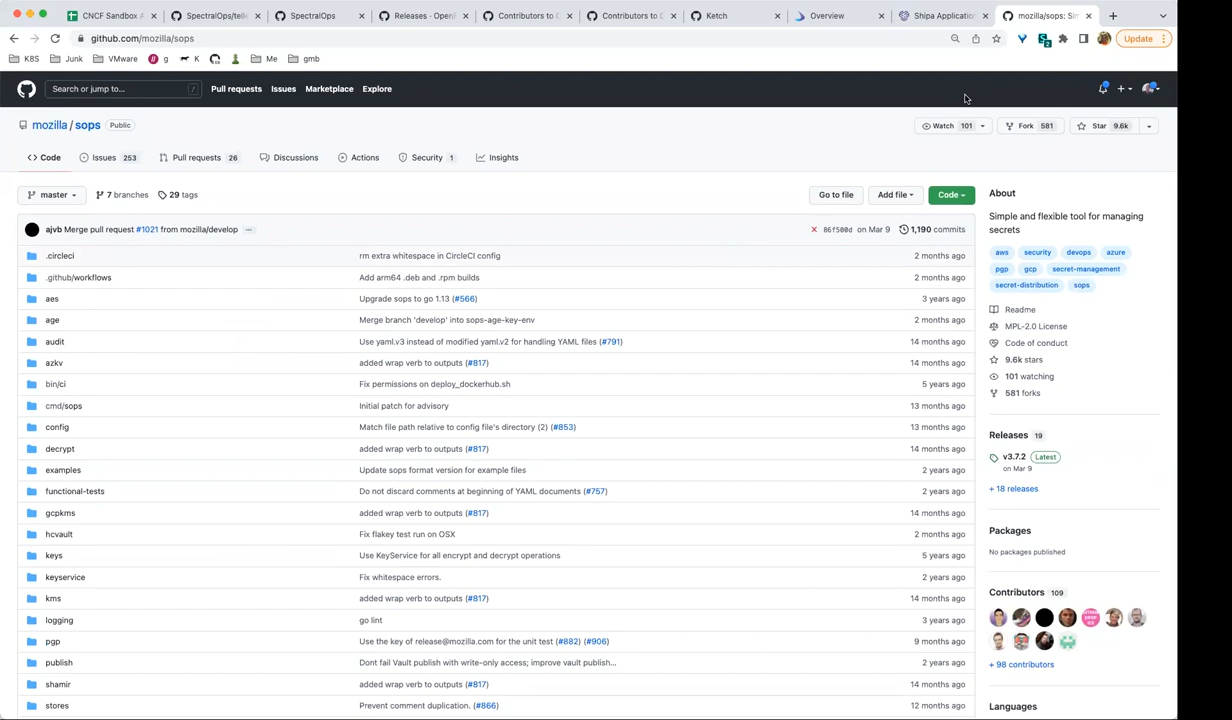 CNCF Sandbox A
SpectralOps/telle
SpectralOps
Releases · OpenF
Contributors to C
Contributors to D
Ketch
Overview
Shipa Application
mozilla/sops: Sim
github.com/mozilla/sops
Update
K8S
Junk
VMware
g
K
Me
gmb
Search or jump to...
/
Pull requests
Issues
Marketplace
Explore
mozilla / sops
Public
Watch 101
Fork 581
Star 9.6k
Code
Issues 253
Pull requests 26
Discussions
Actions
Security 1
Insights
master
7 branches
29 tags
Go to file
Add file
Code
About
Simple and flexible tool for managing
secrets
ajvb Merge pull request #1021 from mozilla/develop ...
86f500d on Mar 9
1,190 commits
.circleci rm extra whitespace in CircleCI config 2 months ago
.github/workflows Add arm64 .deb and .rpm builds 2 months ago
aes Upgrade sops to go 1.13 (#566) 3 years ago
age Merge branch 'develop' into sops-age-key-env 2 months ago
audit Use yaml.v3 instead of modified yaml.v2 for handling YAML files (#791) 14 months ago
azkv added wrap verb to outputs (#817) 14 months ago
bin/ci Fix permissions on deploy_dockerhub.sh 5 years ago
cmd/sops Initial patch for advisory 13 months ago
config Match file path relative to config file's directory (2) (#853) 13 months ago
decrypt added wrap verb to outputs (#817) 14 months ago
examples Update sops format version for example files 2 years ago
functional-tests Do not discard comments at beginning of YAML documents (#757) 2 years ago
gcpkms added wrap verb to outputs (#817) 14 months ago
hcvault Fix flakey test run on OSX 2 months ago
keys Use KeyService for all encrypt and decrypt operations 5 years ago
keyservice Fix whitespace errors. 2 years ago
kms added wrap verb to outputs (#817) 14 months ago
logging go lint 3 years ago
pgp Use the key of release@mozilla.com for the unit test (#882) (#906) 9 months ago
publish Dont fail Vault publish with write-only access; improve vault publish... 2 years ago
shamir added wrap verb to outputs (#817) 14 months ago
stores Prevent comment duplication. (#866) 12 months ago
aws security devops azure
pgp gcp secret-management
secret-distribution sops
Readme
MPL-2.0 License
Code of conduct
9.6k stars
101 watching
581 forks
Releases 19
v3.7.2 Latest
on Mar 9
+ 18 releases
Packages
No packages published
Contributors 109
+ 98 contributors
Languages